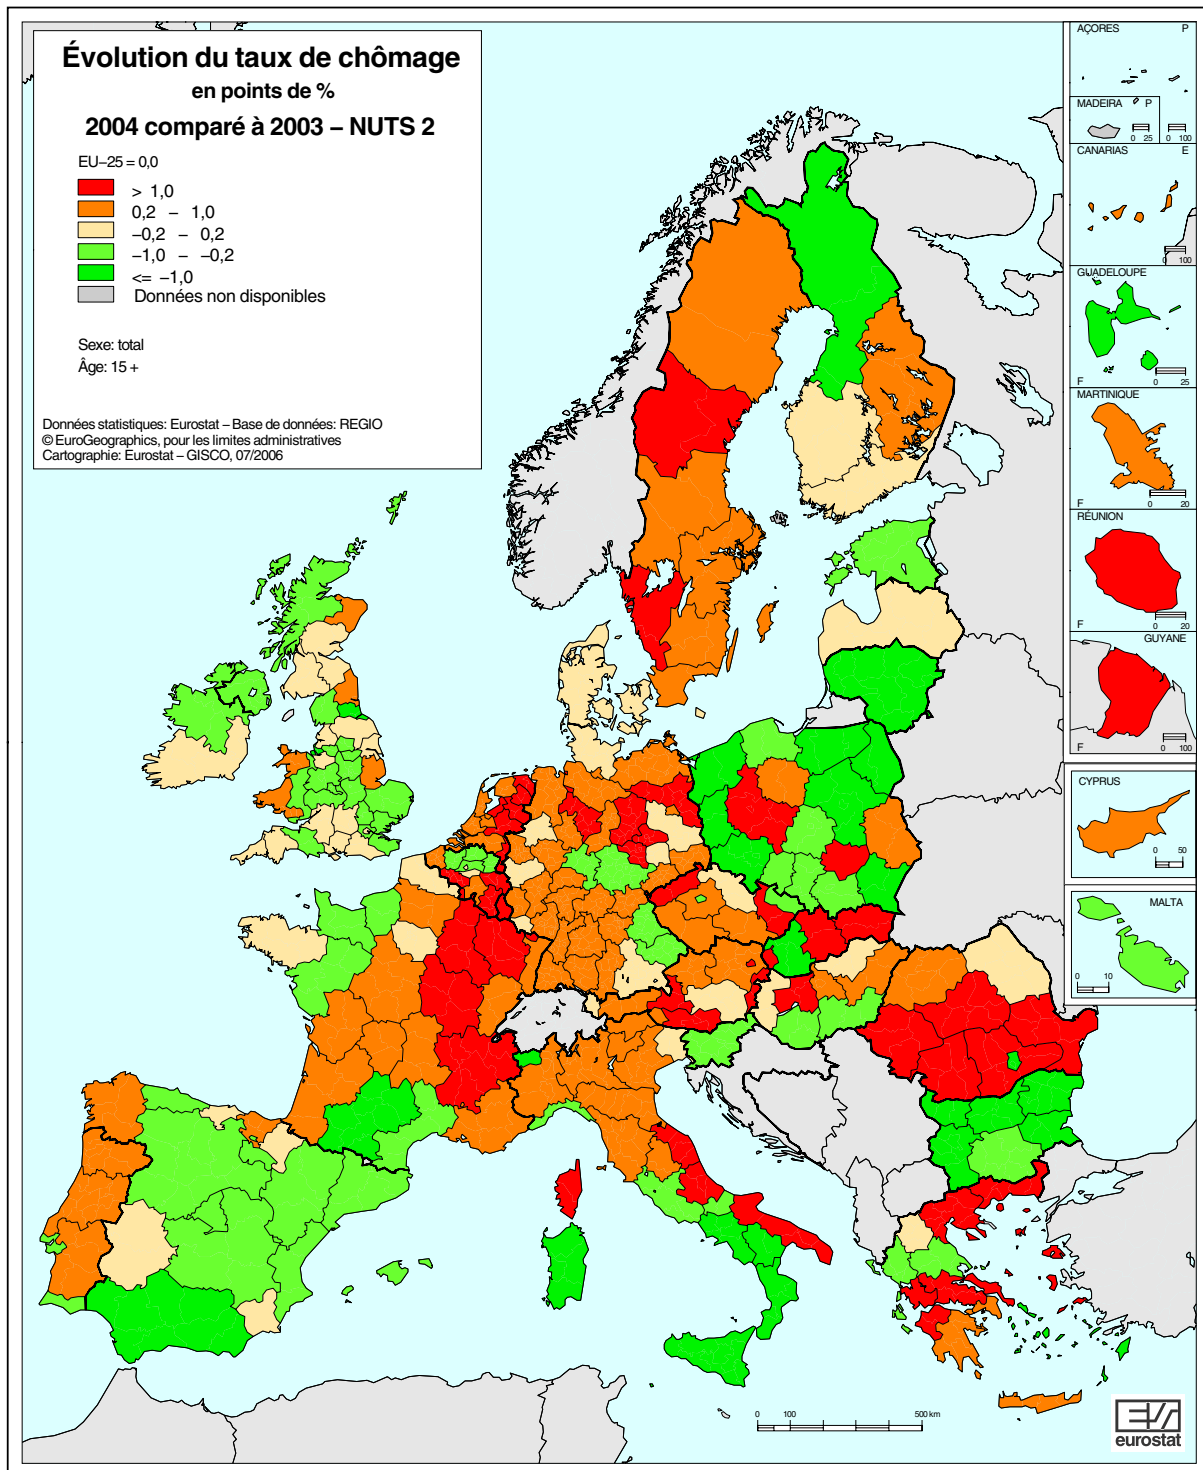 Évolution du taux de chômage
en points de %
2004 comparé à 2003 – NUTS 2
EU–25 = 0,0
> 1,0
0,2 – 1,0
–0,2 – 0,2
–1,0 – –0,2
<= –1,0
Données non disponibles
Sexe: total
Âge: 15 +
Données statistiques: Eurostat – Base de données: REGIO
© EuroGeographics, pour les limites administratives
Cartographie: Eurostat – GISCO, 07/2006
AÇORES P
MADEIRA P
0 25
0 100
CANARIAS E
0 100
GUADELOUPE
F
0 25
MARTINIQUE
F
0 20
RÉUNION
F
0 20
GUYANE
F
0 100
CYPRUS
0 50
MALTA
0 10
0 100 500 km
eurostat